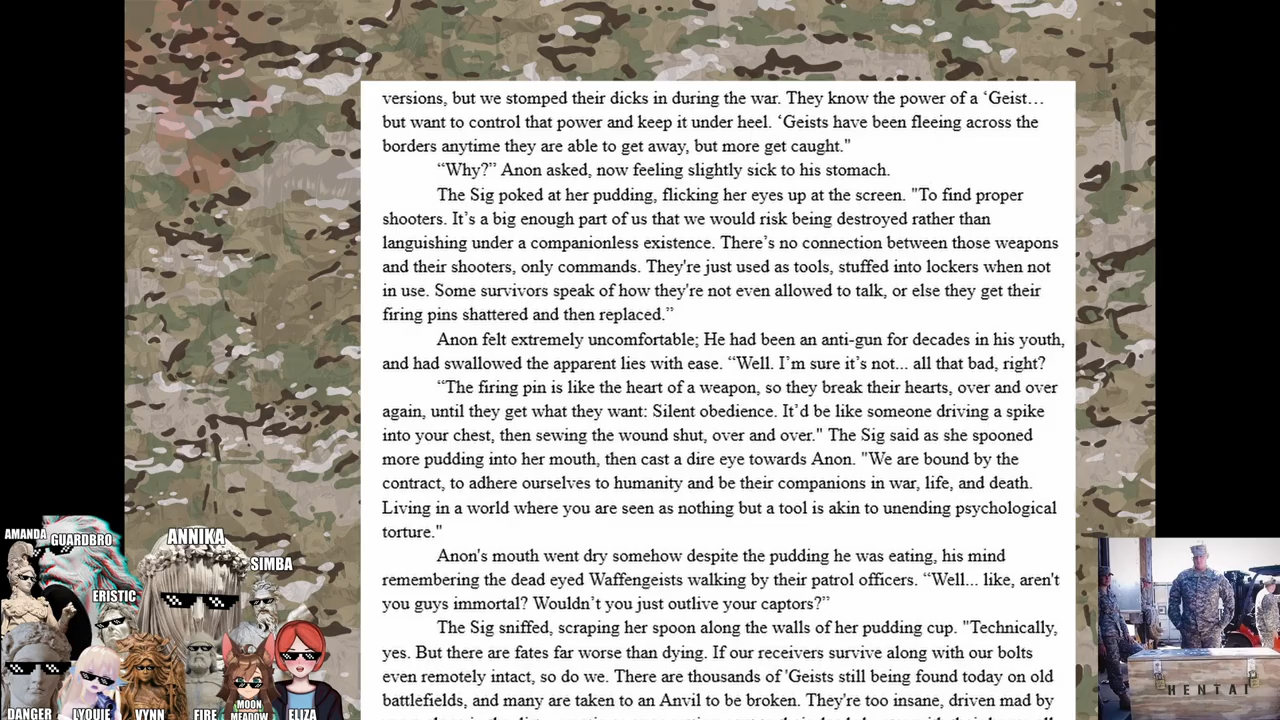 versions, but we stomped their dicks in during the war. They know the power of a ‘Geist…
but want to control that power and keep it under heel. ‘Geists have been fleeing across the
borders anytime they are able to get away, but more get caught."
“Why?” Anon asked, now feeling slightly sick to his stomach.
The Sig poked at her pudding, flicking her eyes up at the screen. "To find proper
shooters. It’s a big enough part of us that we would risk being destroyed rather than
languishing under a companionless existence. There’s no connection between those weapons
and their shooters, only commands. They're just used as tools, stuffed into lockers when not
in use. Some survivors speak of how they're not even allowed to talk, or else they get their
firing pins shattered and then replaced.”
Anon felt extremely uncomfortable; He had been an anti-gun for decades in his youth,
and had swallowed the apparent lies with ease. “Well. I’m sure it’s not... all that bad, right?
“The firing pin is like the heart of a weapon, so they break their hearts, over and over
again, until they get what they want: Silent obedience. It’d be like someone driving a spike
into your chest, then sewing the wound shut, over and over." The Sig said as she spooned
more pudding into her mouth, then cast a dire eye towards Anon. "We are bound by the
contract, to adhere ourselves to humanity and be their companions in war, life, and death.
Living in a world where you are seen as nothing but a tool is akin to unending psychological
torture."
Anon's mouth went dry somehow despite the pudding he was eating, his mind
remembering the dead eyed Waffengeists walking by their patrol officers. “Well... like, aren't
you guys immortal? Wouldn’t you just outlive your captors?”
The Sig sniffed, scraping her spoon along the walls of her pudding cup. "Technically,
yes. But there are fates far worse than dying. If our receivers survive along with our bolts
even remotely intact, so do we. There are thousands of 'Geists still being found today on old
battlefields, and many are taken to an Anvil to be broken. They're too insane, driven mad by
AMANDA
GUARDBRO
ANNIKA
SIMBA
ERISTIC
DANGER
LYQUIE
VYNN
FIRE
MOON
MEADOW
ELIZA
HENTAI